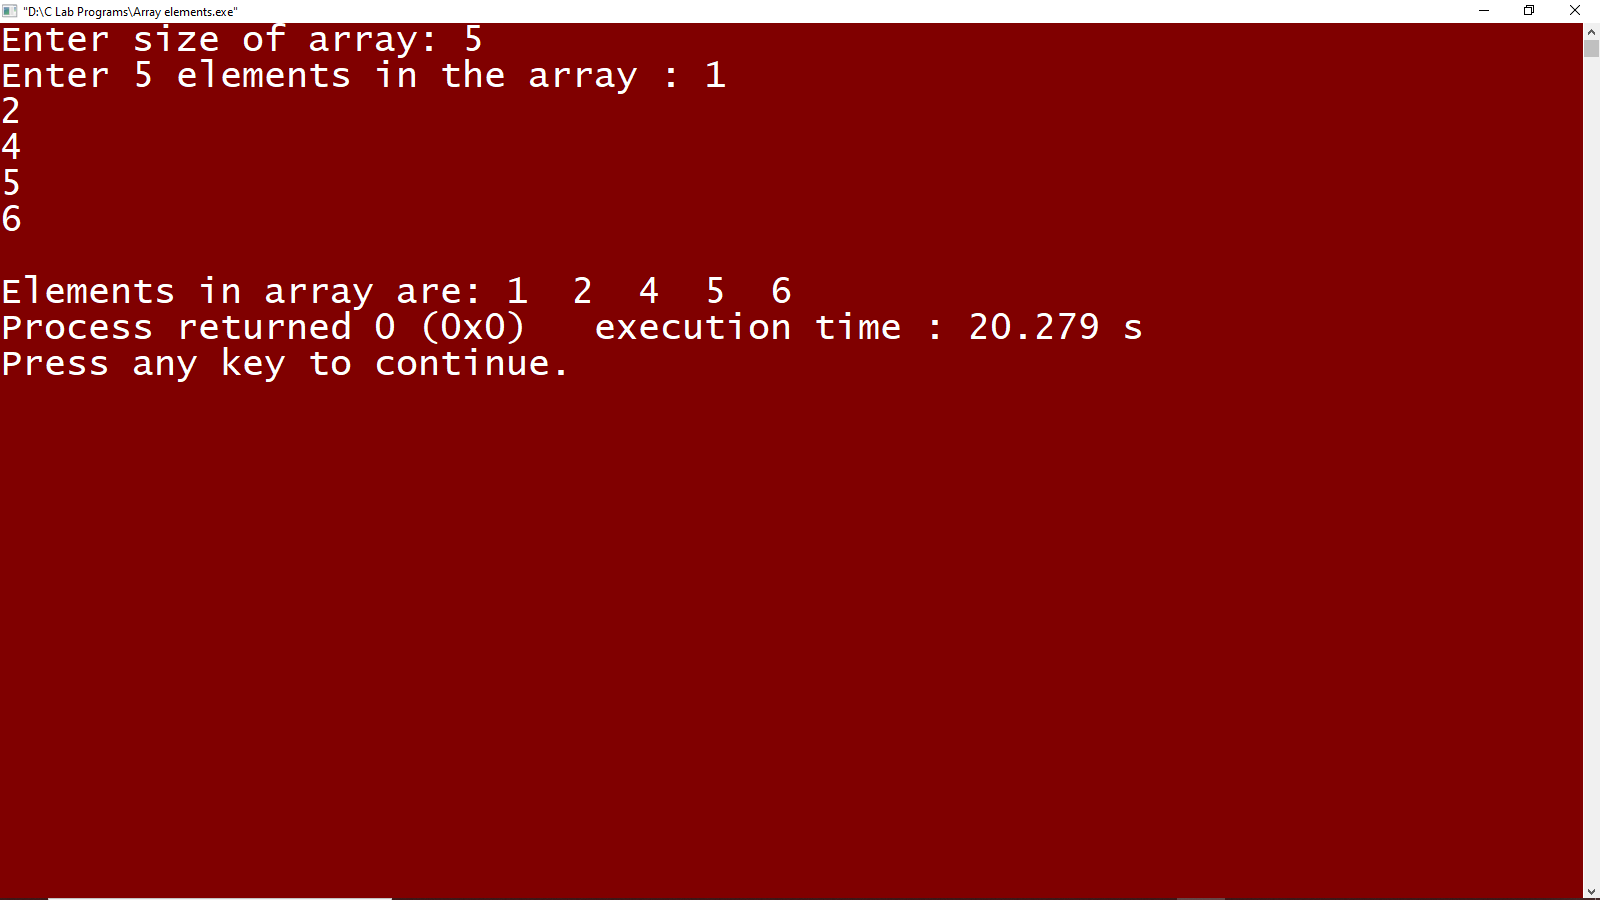 "D:\C Lab Programs\Array elements.exe"
Enter size of array: 5
Enter 5 elements in the array : 1
2
4
5
6
Elements in array are: 1  2  4  5  6
Process returned 0 (0x0)   execution time : 20.279 s
Press any key to continue.